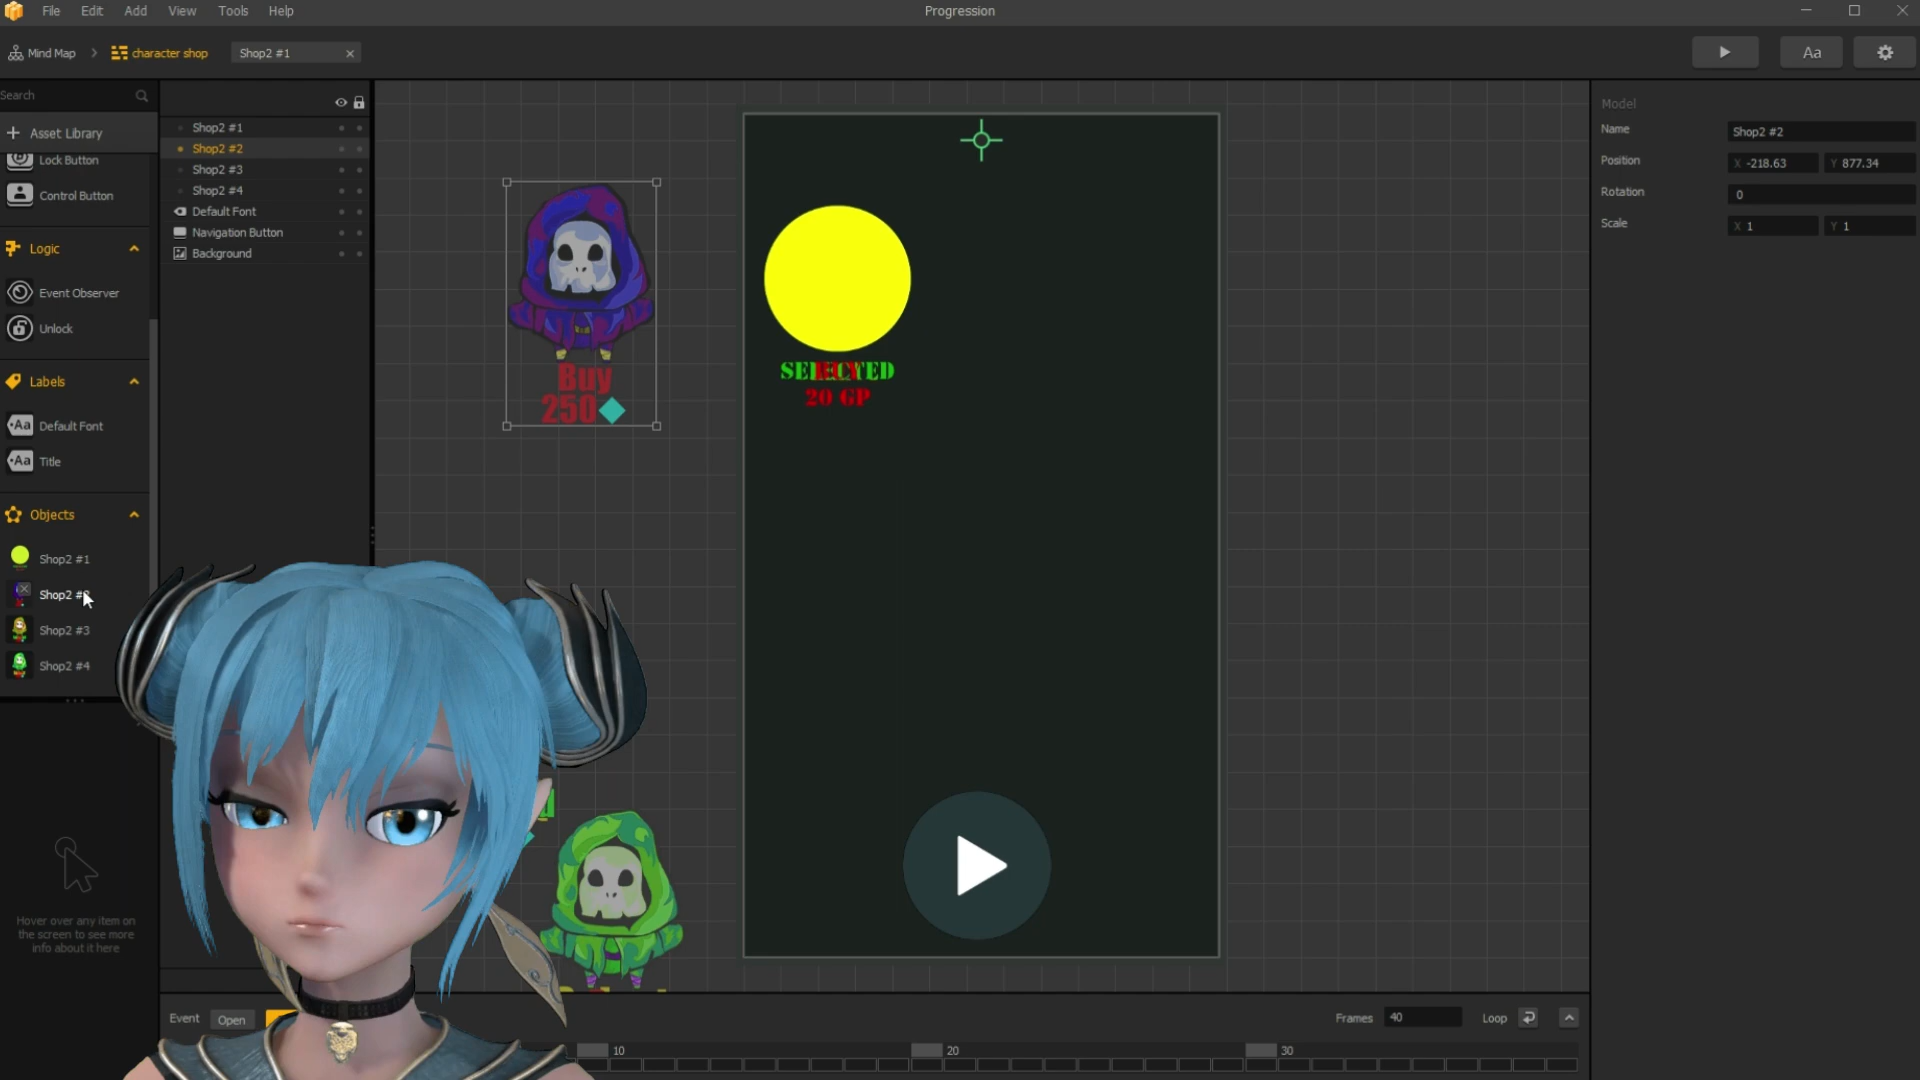 File Edit Add View Tools Help
Progression
Mind Map
character shop
Shop2 #1
Aa
Search
Asset Library
Lock Button
Control Button
Logic
Event Observer
Unlock
Labels
Aa Default Font
Aa Title
Objects
Shop2 #1
Shop2
Shop2 #3
Shop2 #4
Hover over any item on
the screen to see more
info about it here
Shop2 #1
Shop2 #2
Shop2 #3
Shop2 #4
Default Font
Navigation Button
Background
Buy
250
SELECTED
20 GP
Model
Name Shop2 #2
Position X -218.63 Y 877.34
Rotation 0
Scale X 1 Y 1
Event Open
Frames 40 Loop
10 20 30